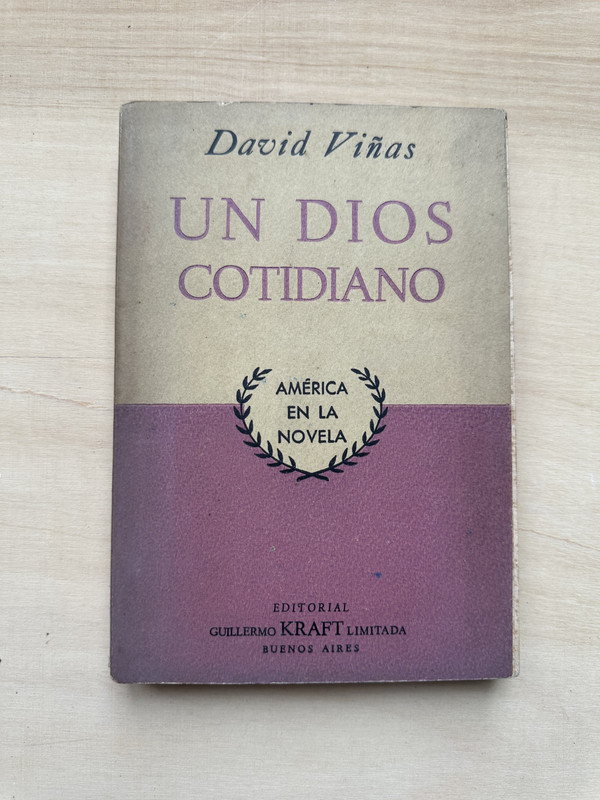 David Viñas
UN DIOS
COTIDIANO
AMÉRICA
EN LA
NOVELA
EDITORIAL
GUILLERMO KRAFT LIMITADA
BUENOS AIRES